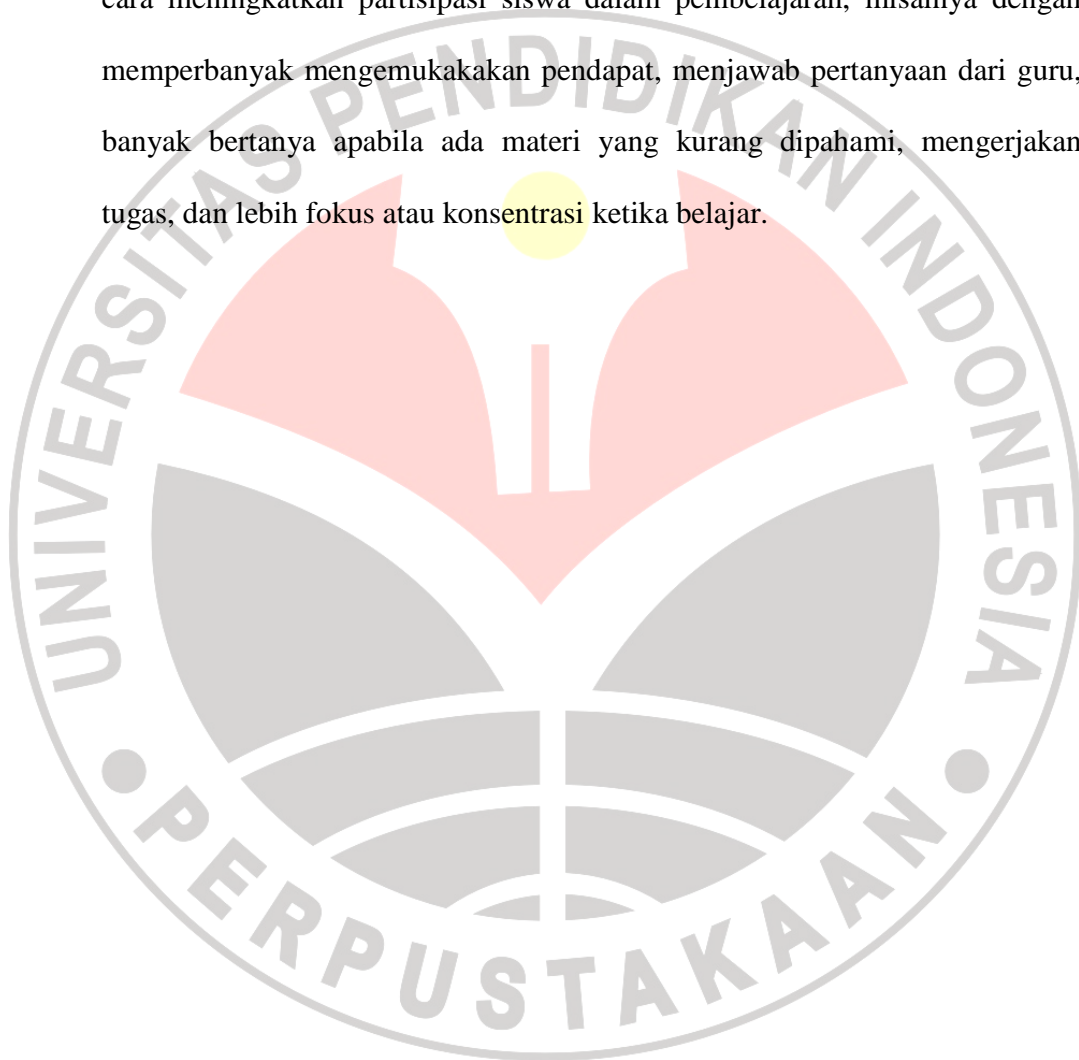 cara meningkatkan partisipasi siswa dalam pembelajaran, misalnya dengan
memperbanyak mengemukakakan pendapat, menjawab pertanyaan dari guru,
banyak bertanya apabila ada materi yang kurang dipahami, mengerjakan
tugas, dan lebih fokus atau konsentrasi ketika belajar.
UNIVERSITAS PENDIDIKAN INDONESIA
PERPUSTAKAAN